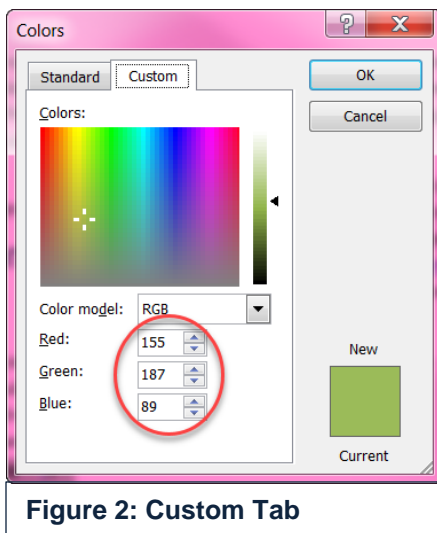 Colors
? X
Standard Custom OK
Colors: Cancel
Color model: RGB
Red: 155
Green: 187
Blue: 89
New
Current
Figure 2: Custom Tab